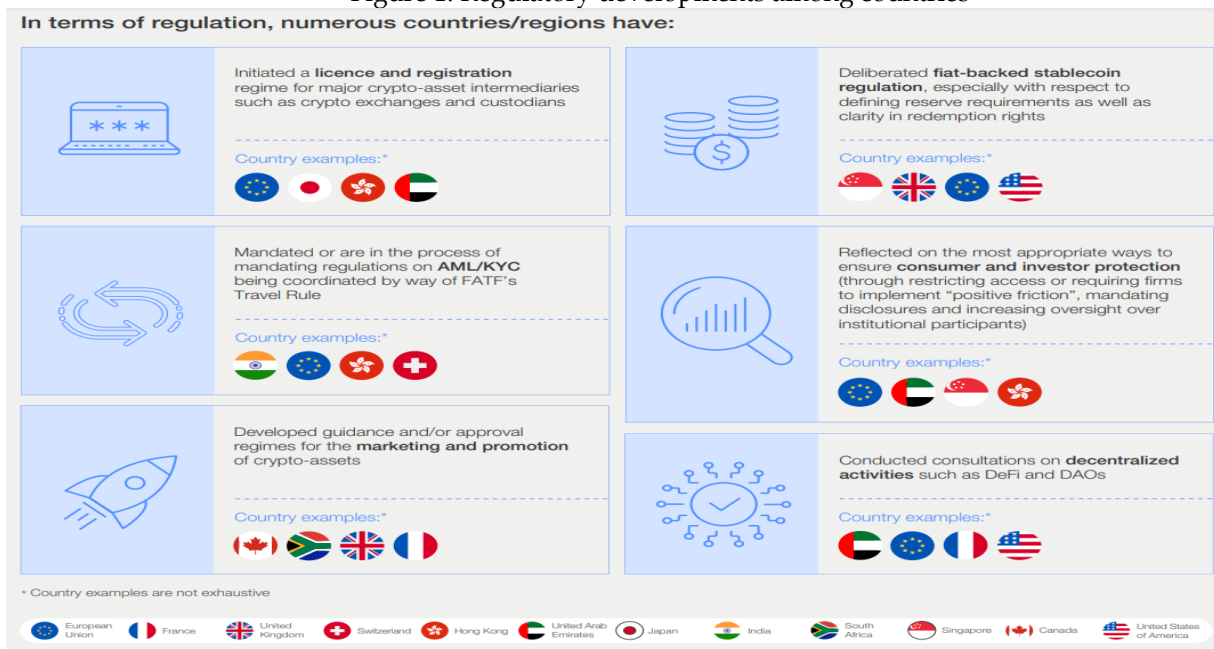 Figure 1. Regulatory developments among countries
In terms of regulation, numerous countries/regions have:
Initiated a licence and registration
regime for major crypto-asset intermediaries
such as crypto exchanges and custodians
Country examples:*
Deliberated fiat-backed stablecoin
regulation, especially with respect to
defining reserve requirements as well as
clarity in redemption rights
Country examples:*
Mandated or are in the process of
mandating regulations on AML/KYC
being coordinated by way of FATF's
Travel Rule
Country examples:*
Reflected on the most appropriate ways to
ensure consumer and investor protection
(through restricting access or requiring firms
to implement “positive friction”, mandating
disclosures and increasing oversight over
institutional participants)
Country examples:*
Developed guidance and/or approval
regimes for the marketing and promotion
of crypto-assets
Country examples:*
Conducted consultations on decentralized
activities such as DeFi and DAOs
Country examples:*
* Country examples are not exhaustive
European
Union
France
United
Kingdom
Switzerland
Hong Kong
United Arab
Emirates
Japan
India
South
Africa
Singapore
Canada
United States
of America